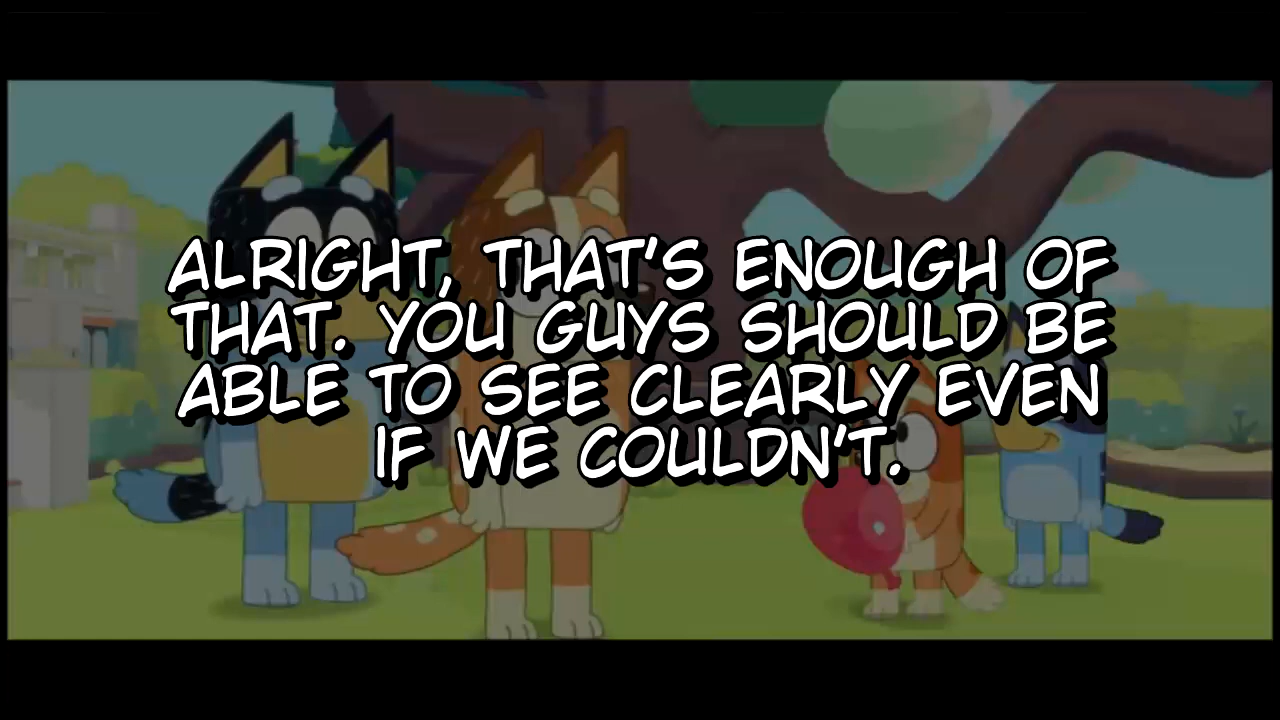 ALRIGHT, THAT'S ENOUGH OF
THAT. YOU GUYS SHOULD BE
ABLE TO SEE CLEARLY EVEN
IF WE COULDN'T.